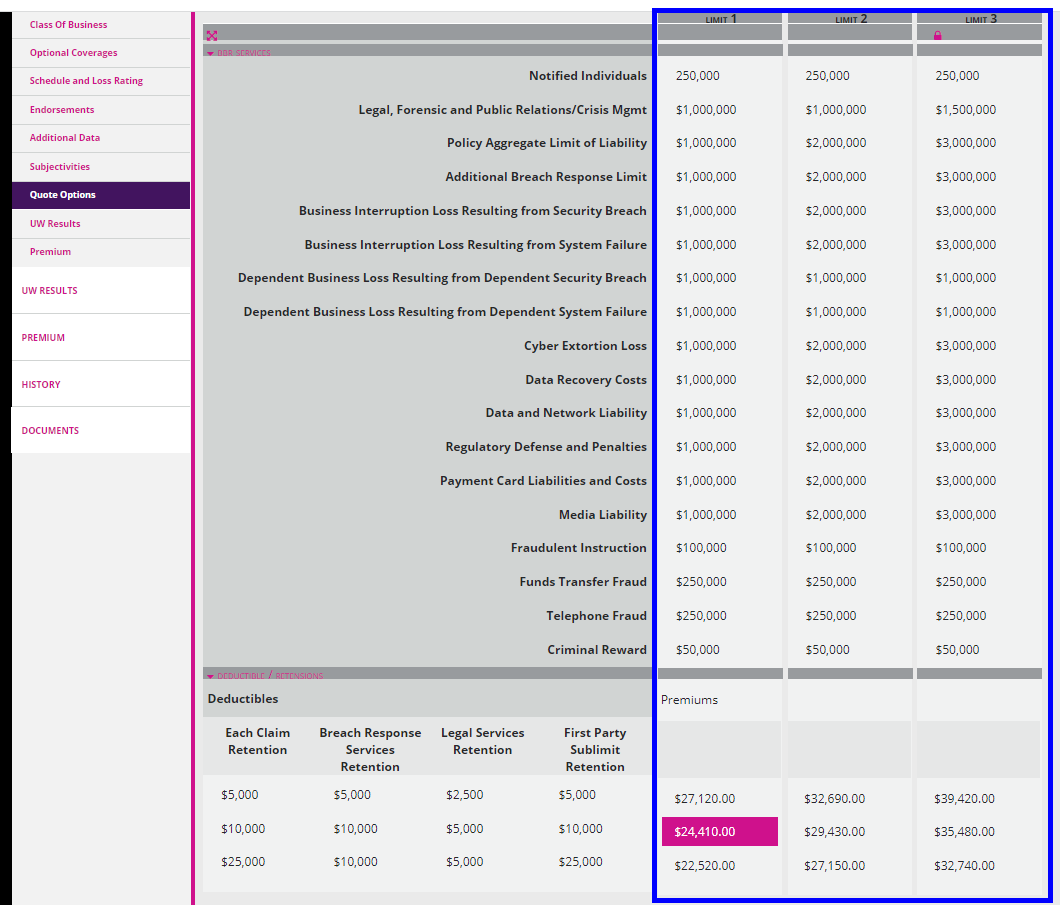 Class Of Business
Optional Coverages
Schedule and Loss Rating
Endorsements
Additional Data
Subjectivities
Quote Options
UW Results
Premium
UW RESULTS
PREMIUM
HISTORY
DOCUMENTS
LIMIT 1 LIMIT 2 LIMIT 3
BBR SERVICES
Notified Individuals 250,000 250,000 250,000
Legal, Forensic and Public Relations/Crisis Mgmt $1,000,000 $1,000,000 $1,500,000
Policy Aggregate Limit of Liability $1,000,000 $2,000,000 $3,000,000
Additional Breach Response Limit $1,000,000 $2,000,000 $3,000,000
Business Interruption Loss Resulting from Security Breach $1,000,000 $2,000,000 $3,000,000
Business Interruption Loss Resulting from System Failure $1,000,000 $2,000,000 $3,000,000
Dependent Business Loss Resulting from Dependent Security Breach $1,000,000 $1,000,000 $1,000,000
Dependent Business Loss Resulting from Dependent System Failure $1,000,000 $1,000,000 $1,000,000
Cyber Extortion Loss $1,000,000 $2,000,000 $3,000,000
Data Recovery Costs $1,000,000 $2,000,000 $3,000,000
Data and Network Liability $1,000,000 $2,000,000 $3,000,000
Regulatory Defense and Penalties $1,000,000 $2,000,000 $3,000,000
Payment Card Liabilities and Costs $1,000,000 $2,000,000 $3,000,000
Media Liability $1,000,000 $2,000,000 $3,000,000
Fraudulent Instruction $100,000 $100,000 $100,000
Funds Transfer Fraud $250,000 $250,000 $250,000
Telephone Fraud $250,000 $250,000 $250,000
Criminal Reward $50,000 $50,000 $50,000
DEDUCTIBLE / RETENSIONS
Deductibles Premiums
Each Claim Breach Response Legal Services First Party
Retention Services Retention Sublimit
Retention Retention
$5,000 $5,000 $2,500 $5,000 $27,120.00 $32,690.00 $39,420.00
$10,000 $10,000 $5,000 $10,000 $24,410.00 $29,430.00 $35,480.00
$25,000 $10,000 $5,000 $25,000 $22,520.00 $27,150.00 $32,740.00